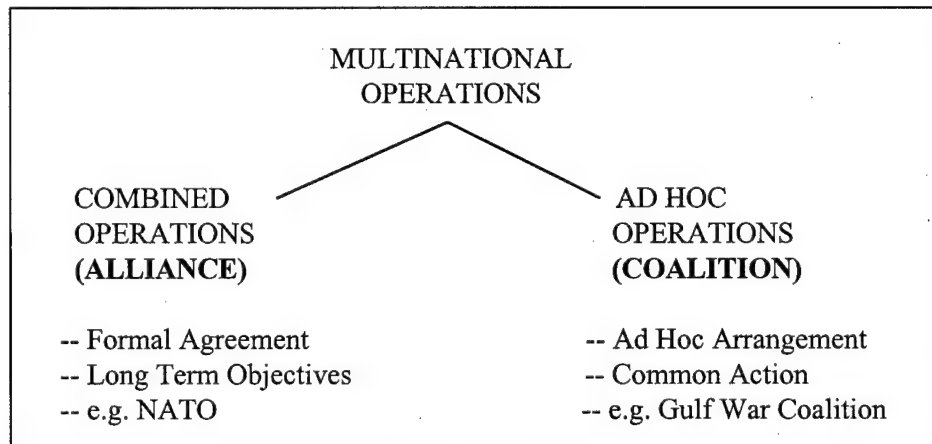 MULTINATIONAL
OPERATIONS
COMBINED
OPERATIONS
(ALLIANCE)
-- Formal Agreement
-- Long Term Objectives
-- e.g. NATO
AD HOC
OPERATIONS
(COALITION)
-- Ad Hoc Arrangement
-- Common Action
-- e.g. Gulf War Coalition